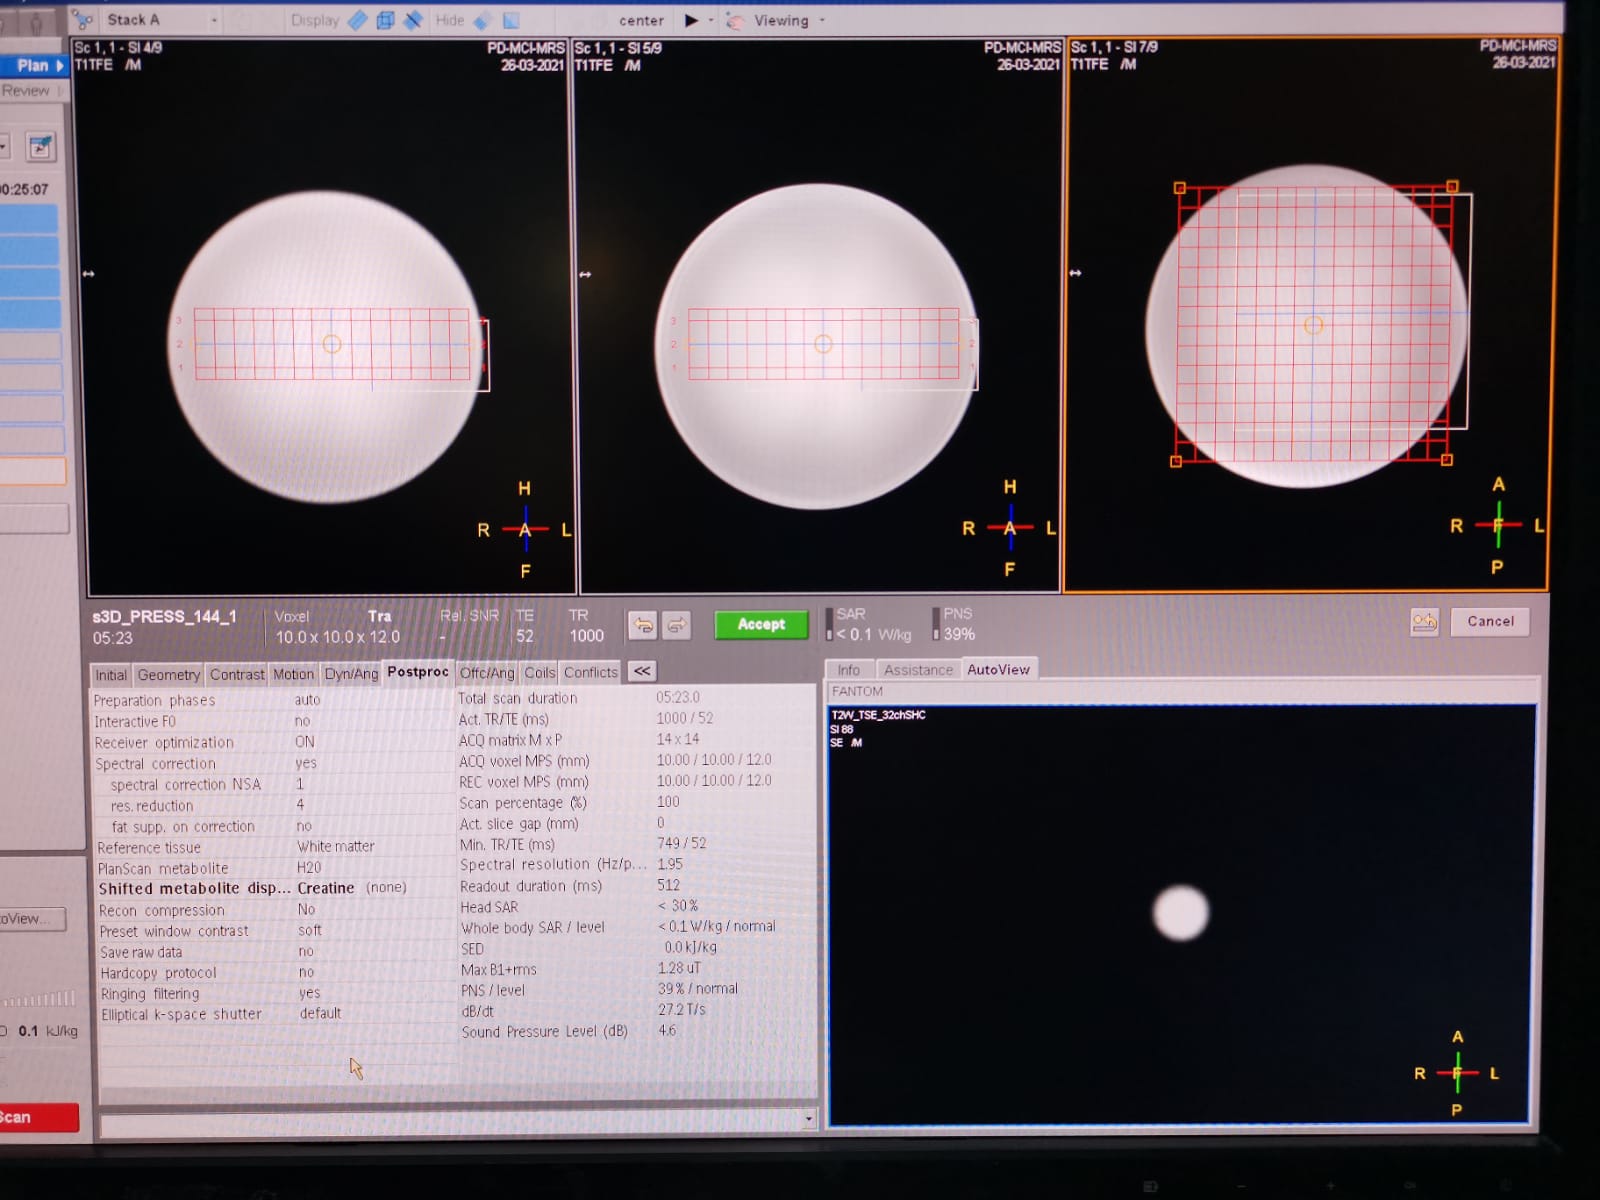 Stack A
Display
Hide
center
Viewing
Plan
Review
00:25:07
Sc 1, 1 - SI 4/9
PD-MCI-MRS
T1TFE /M
26-03-2021
3
2
1
H
R A L
F
Sc 1, 1 - SI 5/9
PD-MCI-MRS
T1TFE /M
26-03-2021
3
2
1
2
1
H
R A L
F
Sc 1, 1 - SI 7/9
PD-MCI-MRS
T1TFE /M
26-03-2021
A
R F L
P
s3D_PRESS_144_1
05:23
Voxel Tra
10.0 x 10.0 x 12.0
Rel. SNR
-
TE
52
TR
1000
Accept
SAR
< 0.1 W/kg
PNS
39%
Cancel
Initial Geometry Contrast Motion Dyn/Ang Postproc Offc/Ang Coils Conflicts <<
Preparation phases auto
Interactive F0 no
Receiver optimization ON
Spectral correction yes
spectral correction NSA 1
res. reduction 4
fat supp. on correction no
Reference tissue White matter
PlanScan metabolite H20
Shifted metabolite disp... Creatine (none)
Recon compression No
Preset window contrast soft
Save raw data no
Hardcopy protocol no
Ringing filtering yes
Elliptical k-space shutter default
Total scan duration 05:23.0
Act. TR/TE (ms) 1000 / 52
ACQ matrix M x P 14 x 14
ACQ voxel MPS (mm) 10.00 / 10.00 / 12.0
REC voxel MPS (mm) 10.00 / 10.00 / 12.0
Scan percentage (%) 100
Act. slice gap (mm) 0
Min. TR/TE (ms) 749 / 52
Spectral resolution (Hz/p... 1.95
Readout duration (ms) 512
Head SAR < 30 %
Whole body SAR / level < 0.1 W/kg / normal
SED 0.0 kJ/kg
Max B1+rms 1.28 uT
PNS / level 39 % / normal
dB/dt 27.2 T/s
Sound Pressure Level (dB) 4.6
Info Assistance AutoView
FANTOM
T2W_TSE_32chSHC
SI 88
SE /M
A
R F L
P
oView...
0.1 kJ/kg
Scan